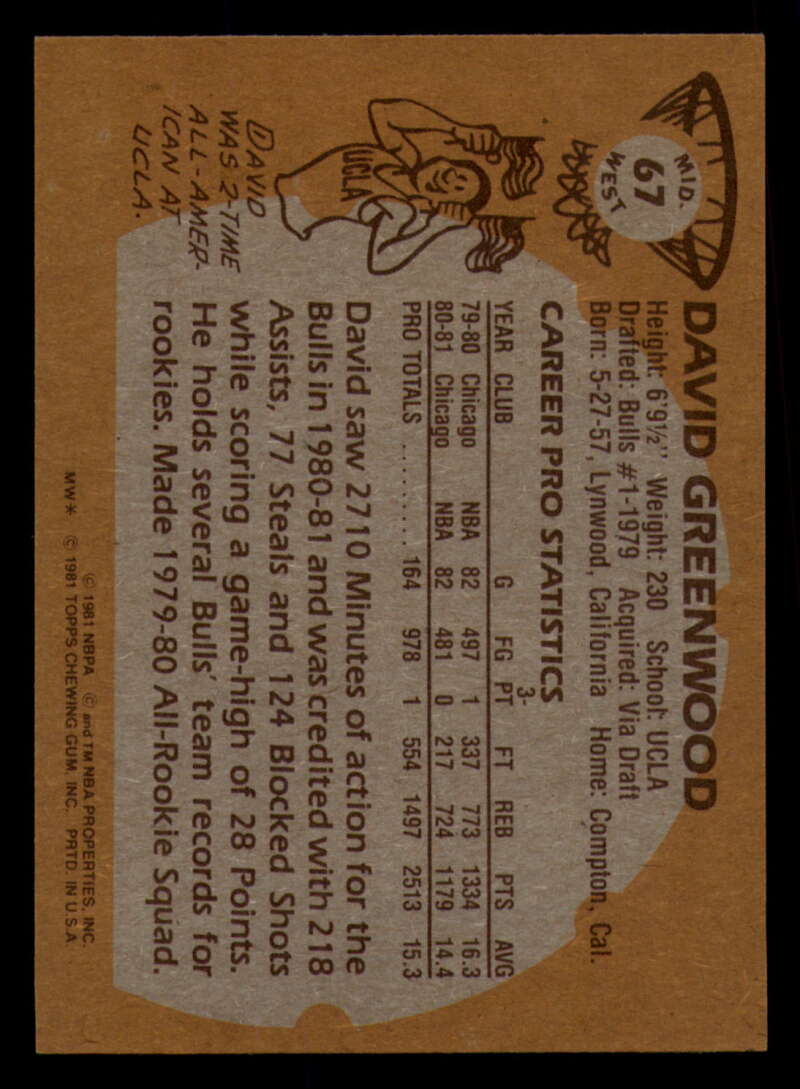 MID.
67
WEST
DAVID GREENWOOD
Height: 6'9½" Weight: 230 School: UCLA
Drafted: Bulls #1-1979 Acquired: Via Draft
Born: 5-27-57, Lynwood, California Home: Compton, Cal.
UCLA
DAVID
WAS 2-TIME
ALL-AMER-
ICAN AT
UCLA.
CAREER PRO STATISTICS
3-
YEAR CLUB G FG PT FT REB PTS AVG
79-80 Chicago NBA 82 497 1 337 773 1334 16.3
80-81 Chicago NBA 82 481 0 217 724 1179 14.4
PRO TOTALS ......... 164 978 1 554 1497 2513 15.3
David saw 2710 Minutes of action for the
Bulls in 1980-81 and was credited with 218
Assists, 77 Steals and 124 Blocked Shots
while scoring a game-high of 28 Points.
He holds several Bulls' team records for
rookies. Made 1979-80 All-Rookie Squad.
© 1981 NBPA © and TM NBA PROPERTIES, INC.
MW* © 1981 TOPPS CHEWING GUM, INC. PRTD. IN U.S.A.